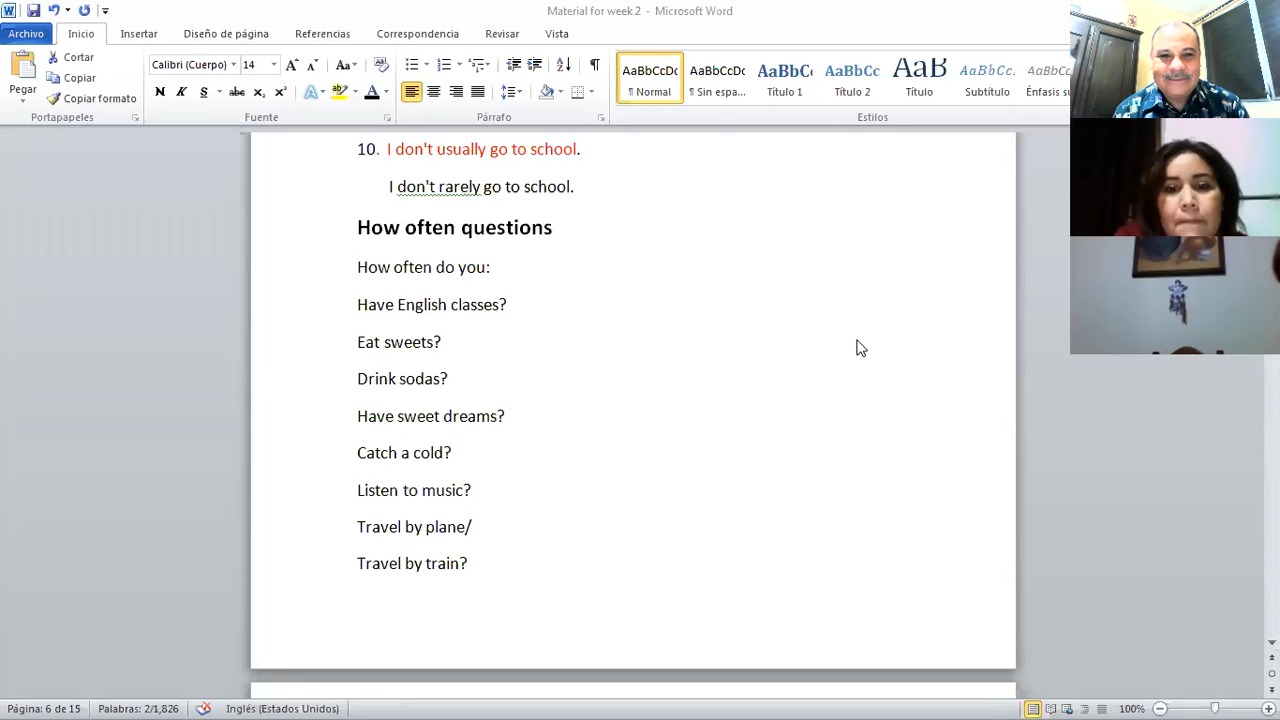 Material for week 2 - Microsoft Word
Archivo Inicio Insertar Diseño de página Referencias Correspondencia Revisar Vista
Pegar
Cortar
Copiar
Copiar formato
Portapapeles
Calibri (Cuerpo) 14
Fuente
Párrafo
AaBbCcDc AaBbCcDc AaBbC AaBbCc AaB AaBbCcL AaBbCcL
¶ Normal ¶ Sin espa... Título 1 Título 2 Título Subtítulo Énfasis su
Estilos
10. I don't usually go to school.
I don't rarely go to school.
How often questions
How often do you:
Have English classes?
Eat sweets?
Drink sodas?
Have sweet dreams?
Catch a cold?
Listen to music?
Travel by plane/
Travel by train?
Página: 6 de 15 Palabras: 2/1,826 Inglés (Estados Unidos) 100%